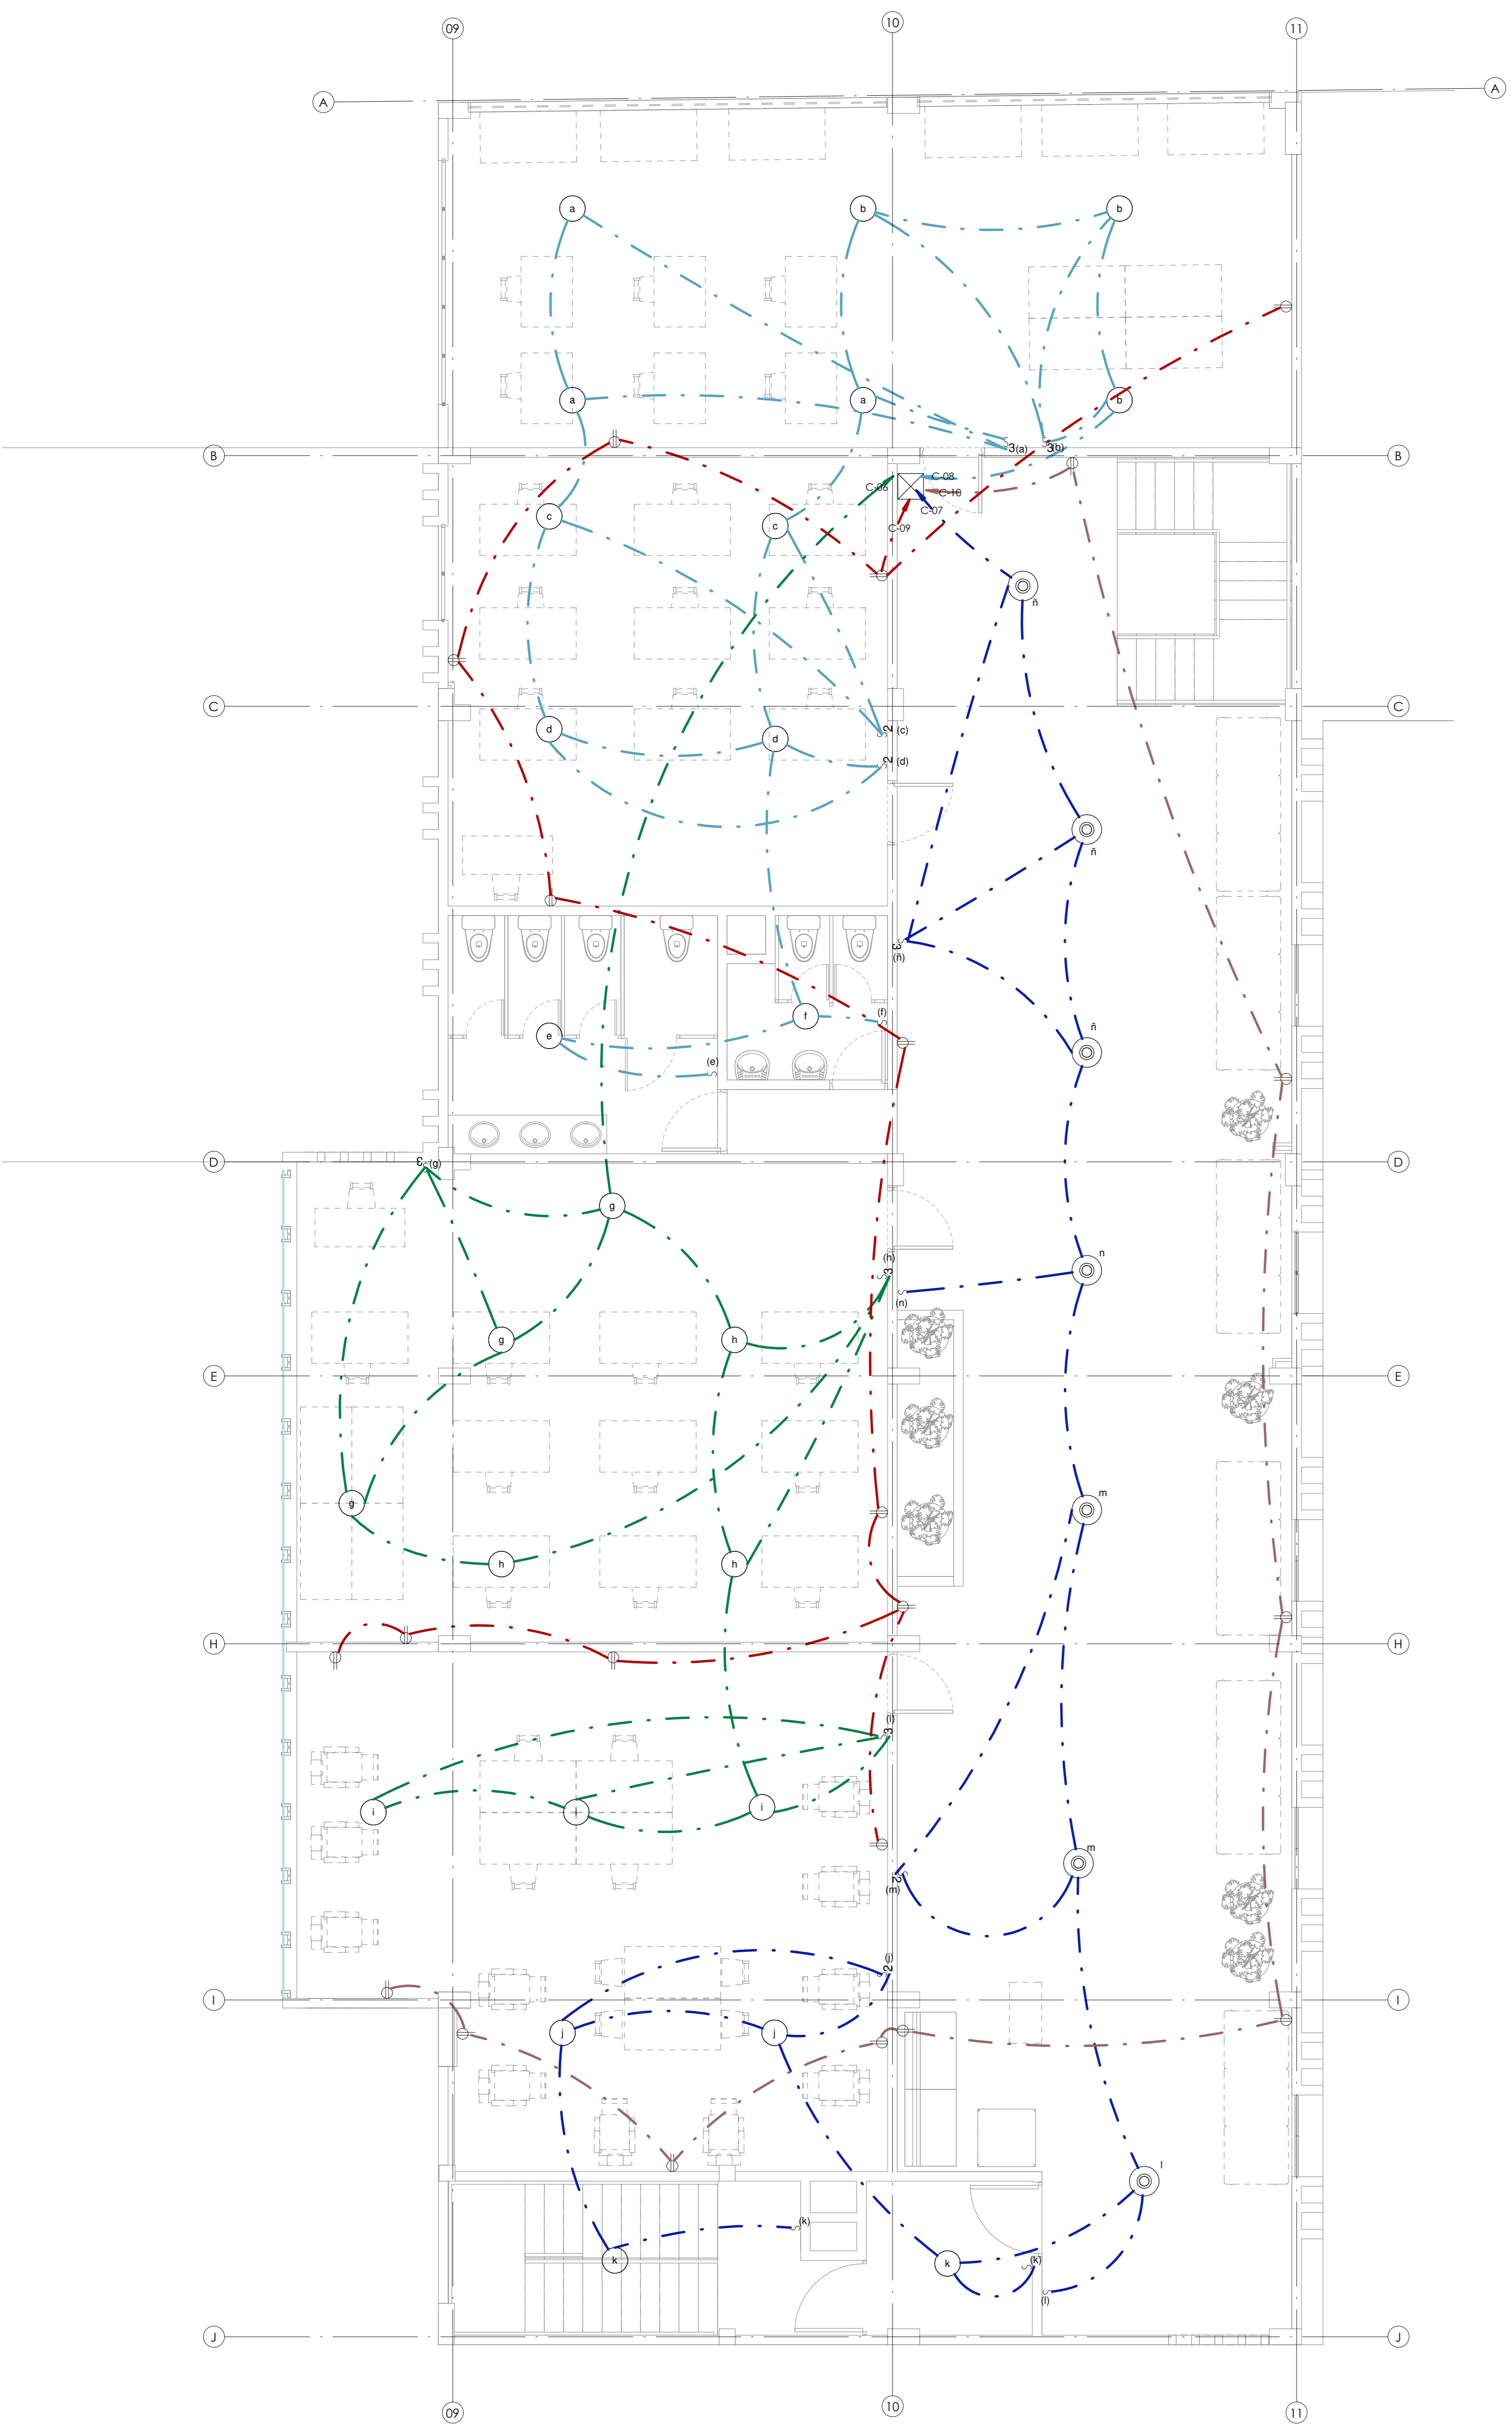 09
10
11
A
A
a
b
b
a
a
b
3(a)
3(b)
B
B
C-08
C-06
C-10
C-07
C-09
c
c
ñ
C
C
d
d
2 (c)
2 (d)
ñ
3
(ñ)
e
f
(f)
ñ
(e)
D
3 (g)
D
g
(h)
3
n
(n)
g
h
E
E
g
m
h
h
H
H
(i)
3
i
i
i
m
2
(m)
(j)
2
I
I
j
j
l
(k)
k
k
(k)
(l)
J
J
09
10
11